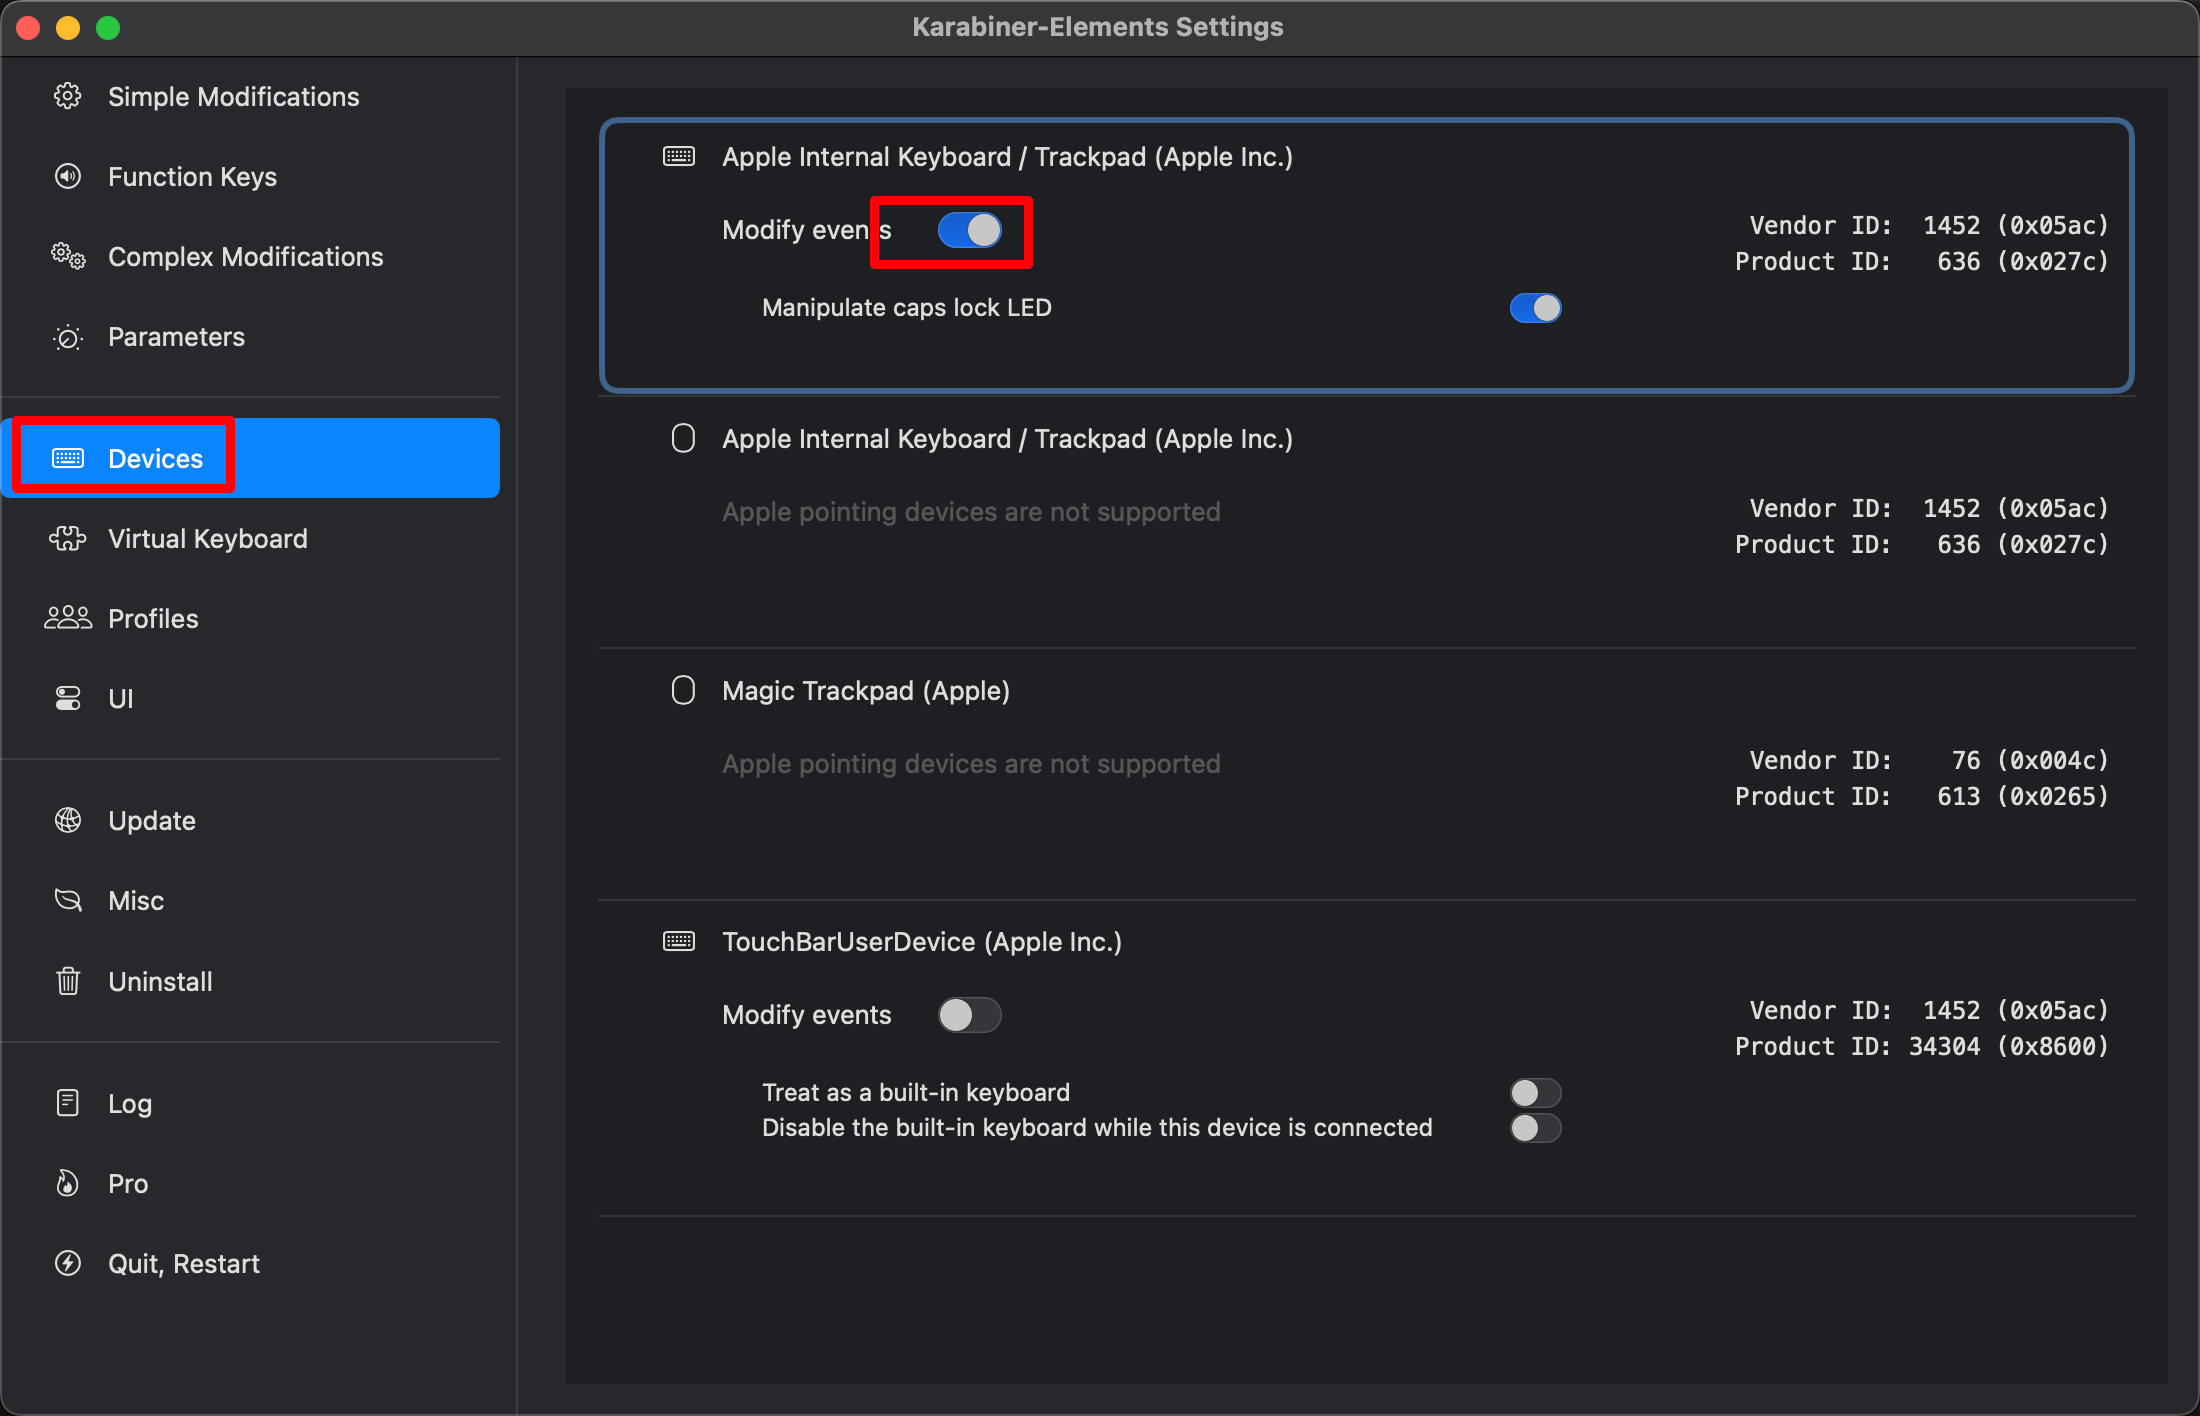 Karabiner-Elements Settings
Simple Modifications
Function Keys
Complex Modifications
Parameters
Devices
Virtual Keyboard
Profiles
UI
Update
Misc
Uninstall
Log
Pro
Quit, Restart
Apple Internal Keyboard / Trackpad (Apple Inc.)
Modify events
Vendor ID: 1452 (0x05ac)
Product ID: 636 (0x027c)
Manipulate caps lock LED
Apple Internal Keyboard / Trackpad (Apple Inc.)
Apple pointing devices are not supported
Vendor ID: 1452 (0x05ac)
Product ID: 636 (0x027c)
Magic Trackpad (Apple)
Apple pointing devices are not supported
Vendor ID: 76 (0x004c)
Product ID: 613 (0x0265)
TouchBarUserDevice (Apple Inc.)
Modify events
Vendor ID: 1452 (0x05ac)
Product ID: 34304 (0x8600)
Treat as a built-in keyboard
Disable the built-in keyboard while this device is connected